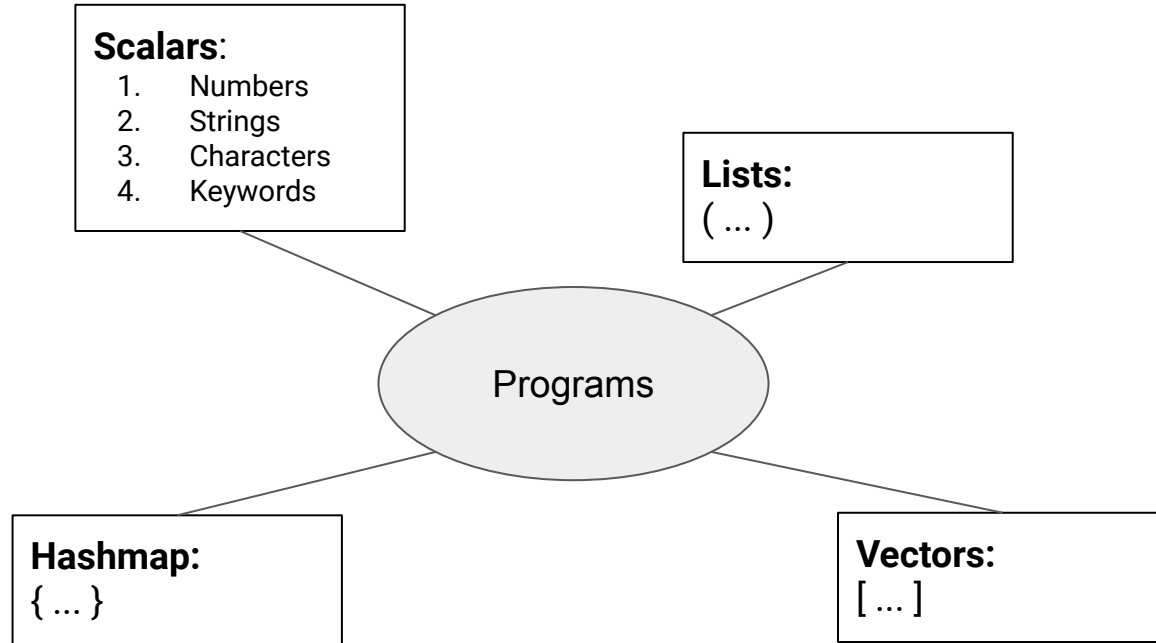 Scalars:
1. Numbers
2. Strings
3. Characters
4. Keywords
Lists:
( ... )
Programs
Hashmap:
{ ... }
Vectors:
[ ... ]